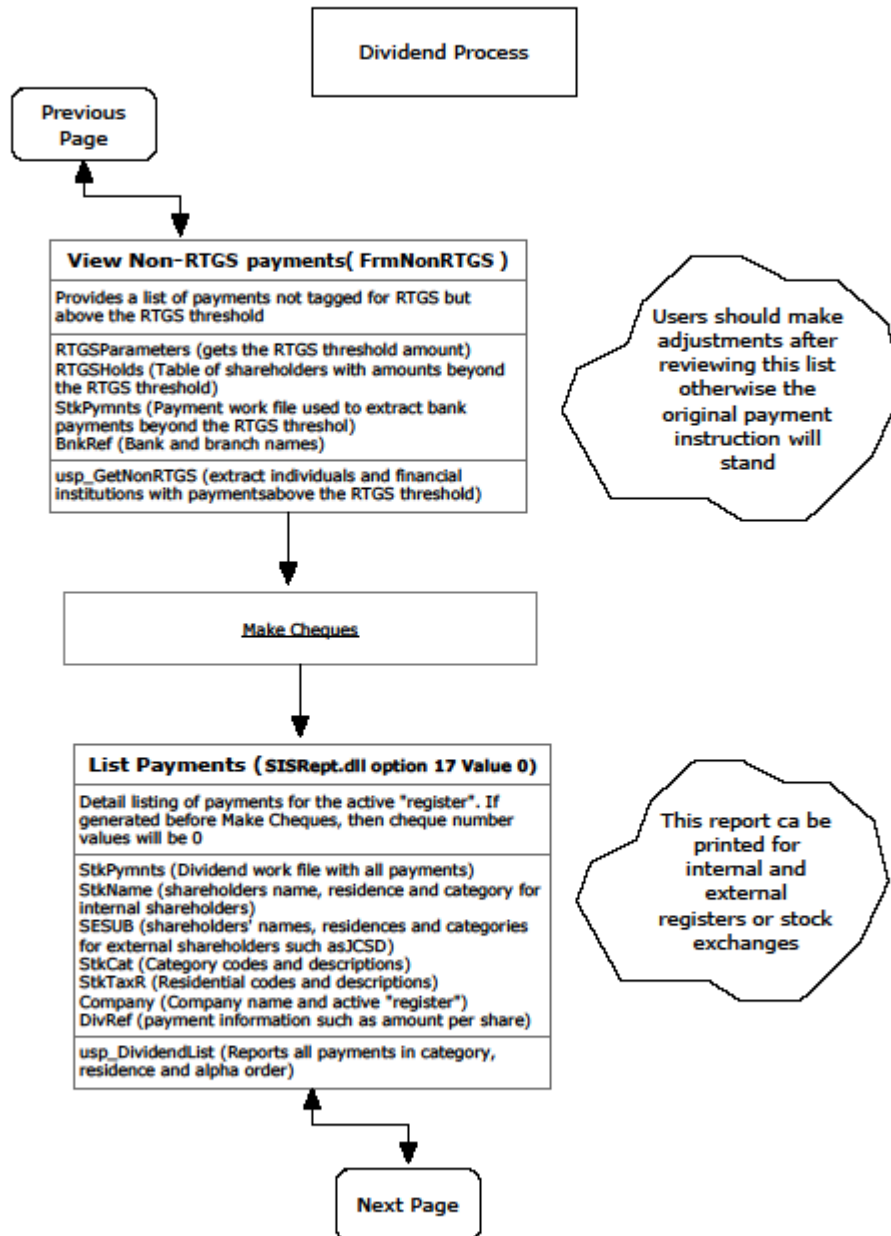 Dividend Process
Previous
Page
View Non-RTGS payments( FrmNonRTGS )
Provides a list of payments not tagged for RTGS but
above the RTGS threshold
RTGSParameters (gets the RTGS threshold amount)
RTGSHolds (Table of shareholders with amounts beyond
the RTGS threshold)
StkPymnts (Payment work file used to extract bank
payments beyond the RTGS threshol)
BnkRef (Bank and branch names)
usp_GetNonRTGS (extract individuals and financial
institutions with paymentsabove the RTGS threshold)
Users should make
adjustments after
reviewing this list
otherwise the
original payment
instruction will
stand
Make Cheques
List Payments (SISRept.dll option 17 Value 0)
Detail listing of payments for the active "register". If
generated before Make Cheques, then cheque number
values will be 0
StkPymnts (Dividend work file with all payments)
StkName (shareholders name, residence and category for
internal shareholders)
SESUB (shareholders' names, residences and categories
for external shareholders such asJCSD)
StkCat (Category codes and descriptions)
StkTaxR (Residential codes and descriptions)
Company (Company name and active "register")
DivRef (payment information such as amount per share)
usp_DividendList (Reports all payments in category,
residence and alpha order)
This report ca be
printed for
internal and
external
registers or stock
exchanges
Next Page